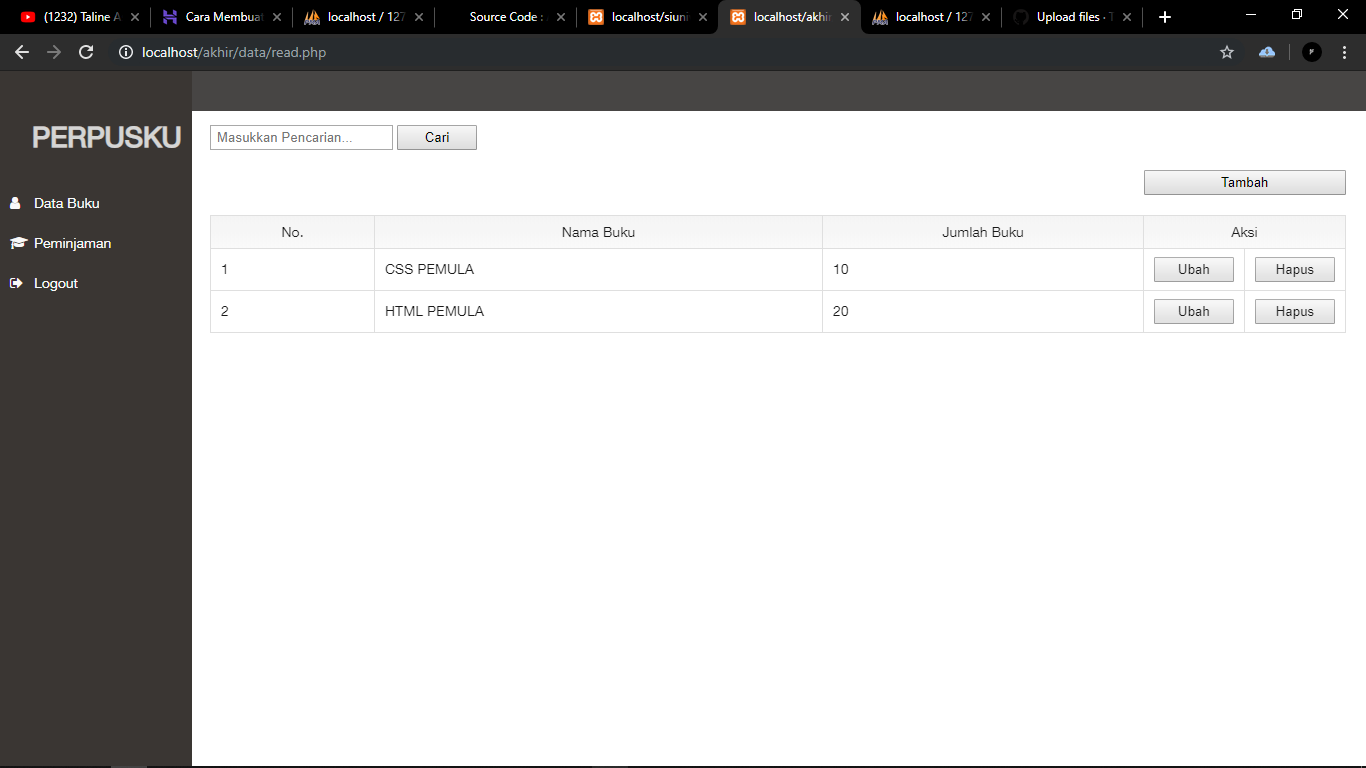 (1232) Taline A
Cara Membuat
localhost / 127
Source Code :
localhost/siuni
localhost/akhir
localhost / 127
Upload files · T
localhost/akhir/data/read.php
PERPUSKU
Data Buku
Peminjaman
Logout
Masukkan Pencarian... Cari
Tambah
No. Nama Buku Jumlah Buku Aksi
1 CSS PEMULA 10 Ubah Hapus
2 HTML PEMULA 20 Ubah Hapus